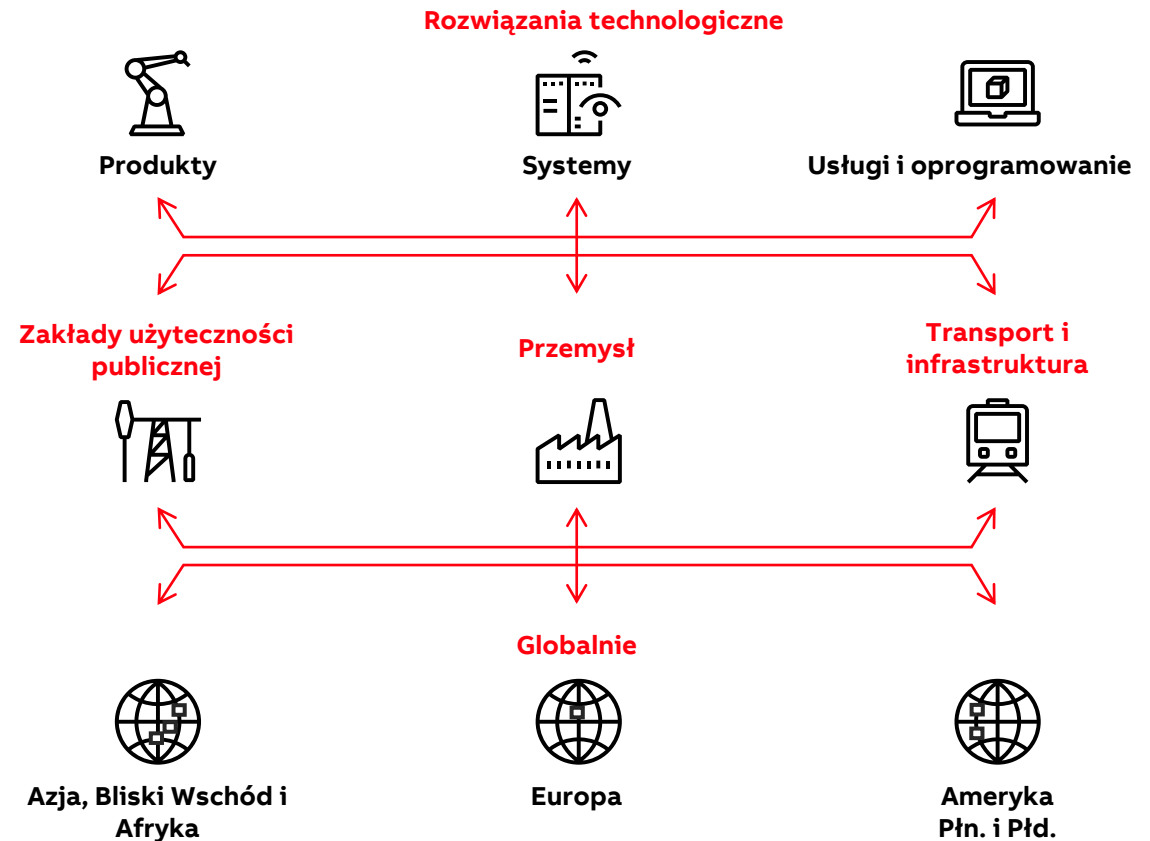 Rozwiązania technologiczne
Produkty
Systemy
Usługi i oprogramowanie
Zakłady użyteczności
publicznej
Przemysł
Transport i
infrastruktura
Globalnie
Azja, Bliski Wschód i
Afryka
Europa
Ameryka
Płn. i Płd.